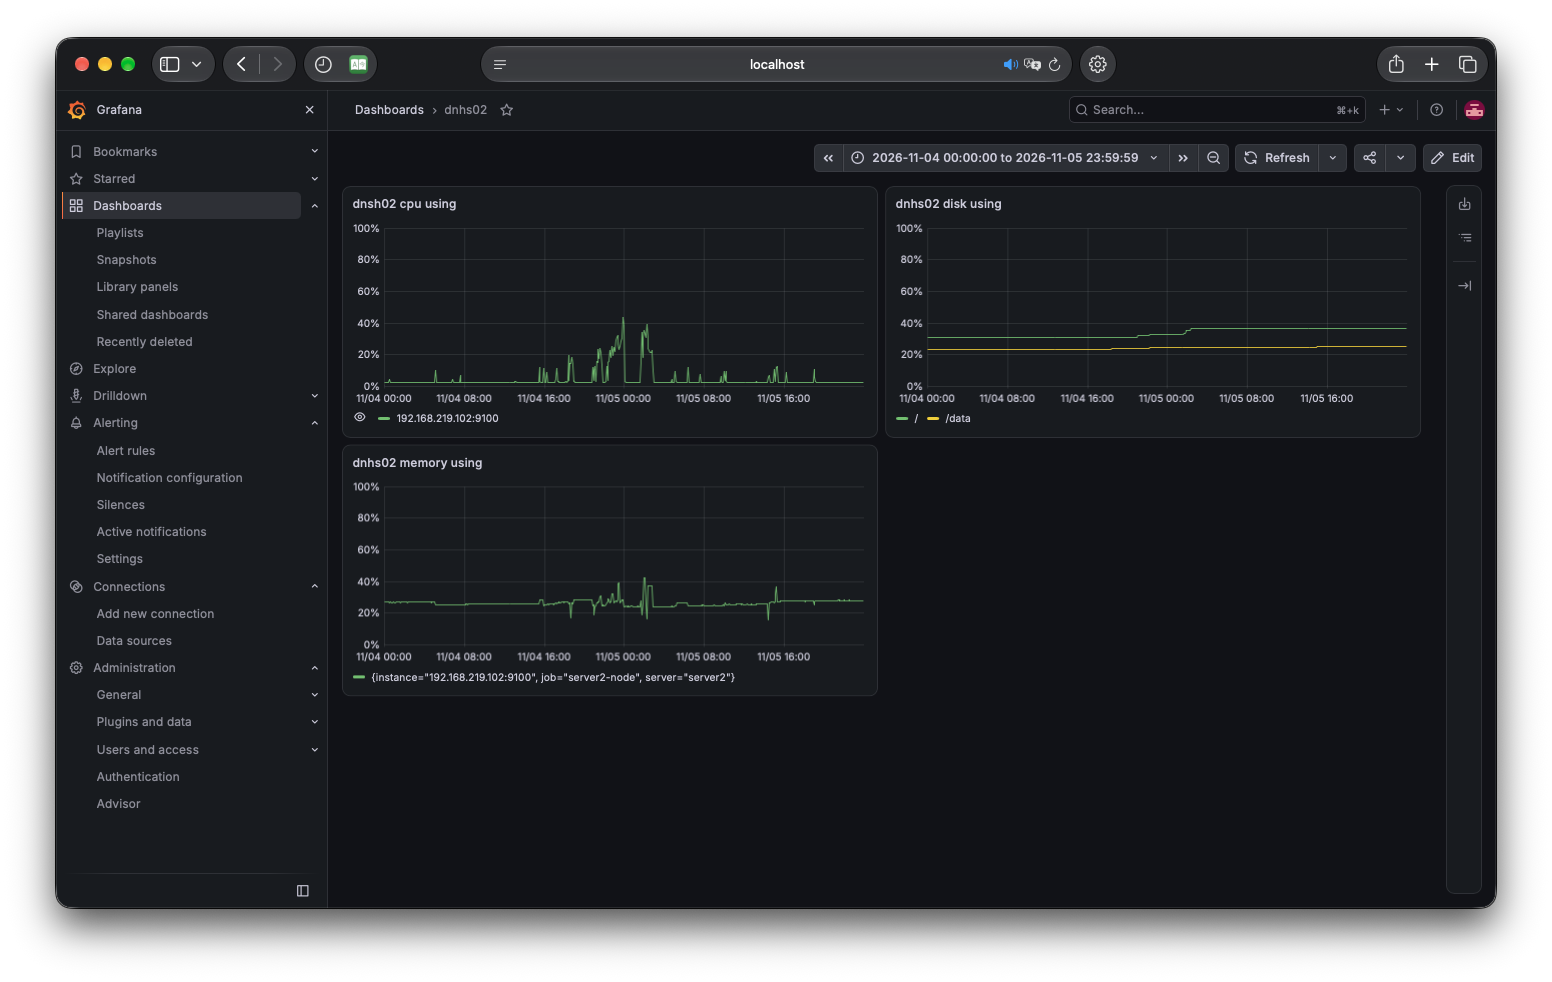 localhost
Grafana
Dashboards › dnhs02
Search...
⌘+k
Bookmarks
Starred
Dashboards
Playlists
Snapshots
Library panels
Shared dashboards
Recently deleted
Explore
Drilldown
Alerting
Alert rules
Notification configuration
Silences
Active notifications
Settings
Connections
Add new connection
Data sources
Administration
General
Plugins and data
Users and access
Authentication
Advisor
2026-11-04 00:00:00 to 2026-11-05 23:59:59
Refresh
Edit
dnsh02 cpu using
100%
80%
60%
40%
20%
0%
11/04 00:00 11/04 08:00 11/04 16:00 11/05 00:00 11/05 08:00 11/05 16:00
192.168.219.102:9100
dnhs02 disk using
100%
80%
60%
40%
20%
0%
11/04 00:00 11/04 08:00 11/04 16:00 11/05 00:00 11/05 08:00 11/05 16:00
/ /data
dnhs02 memory using
100%
80%
60%
40%
20%
0%
11/04 00:00 11/04 08:00 11/04 16:00 11/05 00:00 11/05 08:00 11/05 16:00
{instance="192.168.219.102:9100", job="server2-node", server="server2"}